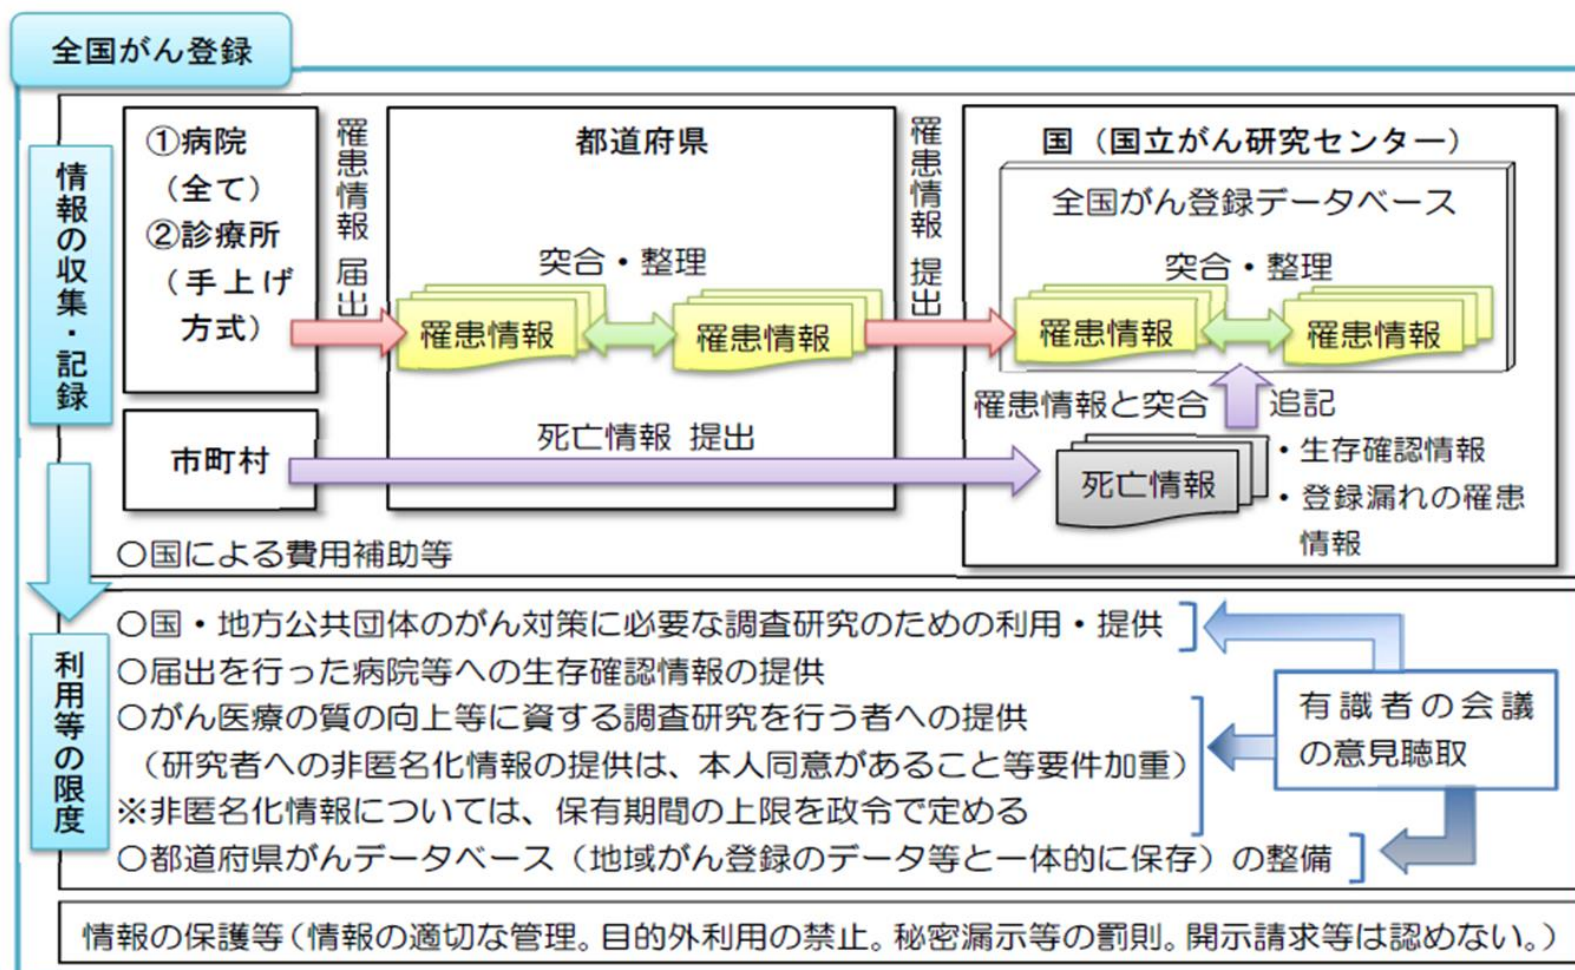 全国がん登録
情報の収集・記録
①病院
（全て）
②診療所
（手上げ
方式）
罹患情報 届出
都道府県
突合・整理
罹患情報
罹患情報
罹患情報 提出
国（国立がん研究センター）
全国がん登録データベース
突合・整理
罹患情報
罹患情報
罹患情報と突合
追記
市町村
死亡情報 提出
死亡情報
・生存確認情報
・登録漏れの罹患
情報
〇国による費用補助等
利用等の限度
〇国・地方公共団体のがん対策に必要な調査研究のための利用・提供
〇届出を行った病院等への生存確認情報の提供
〇がん医療の質の向上等に資する調査研究を行う者への提供
（研究者への非匿名化情報の提供は、本人同意があること等要件加重）
※非匿名化情報については、保有期間の上限を政令で定める
〇都道府県がんデータベース（地域がん登録のデータ等と一体的に保存）の整備
有識者の会議
の意見聴取
情報の保護等（情報の適切な管理。目的外利用の禁止。秘密漏示等の罰則。開示請求等は認めない。）